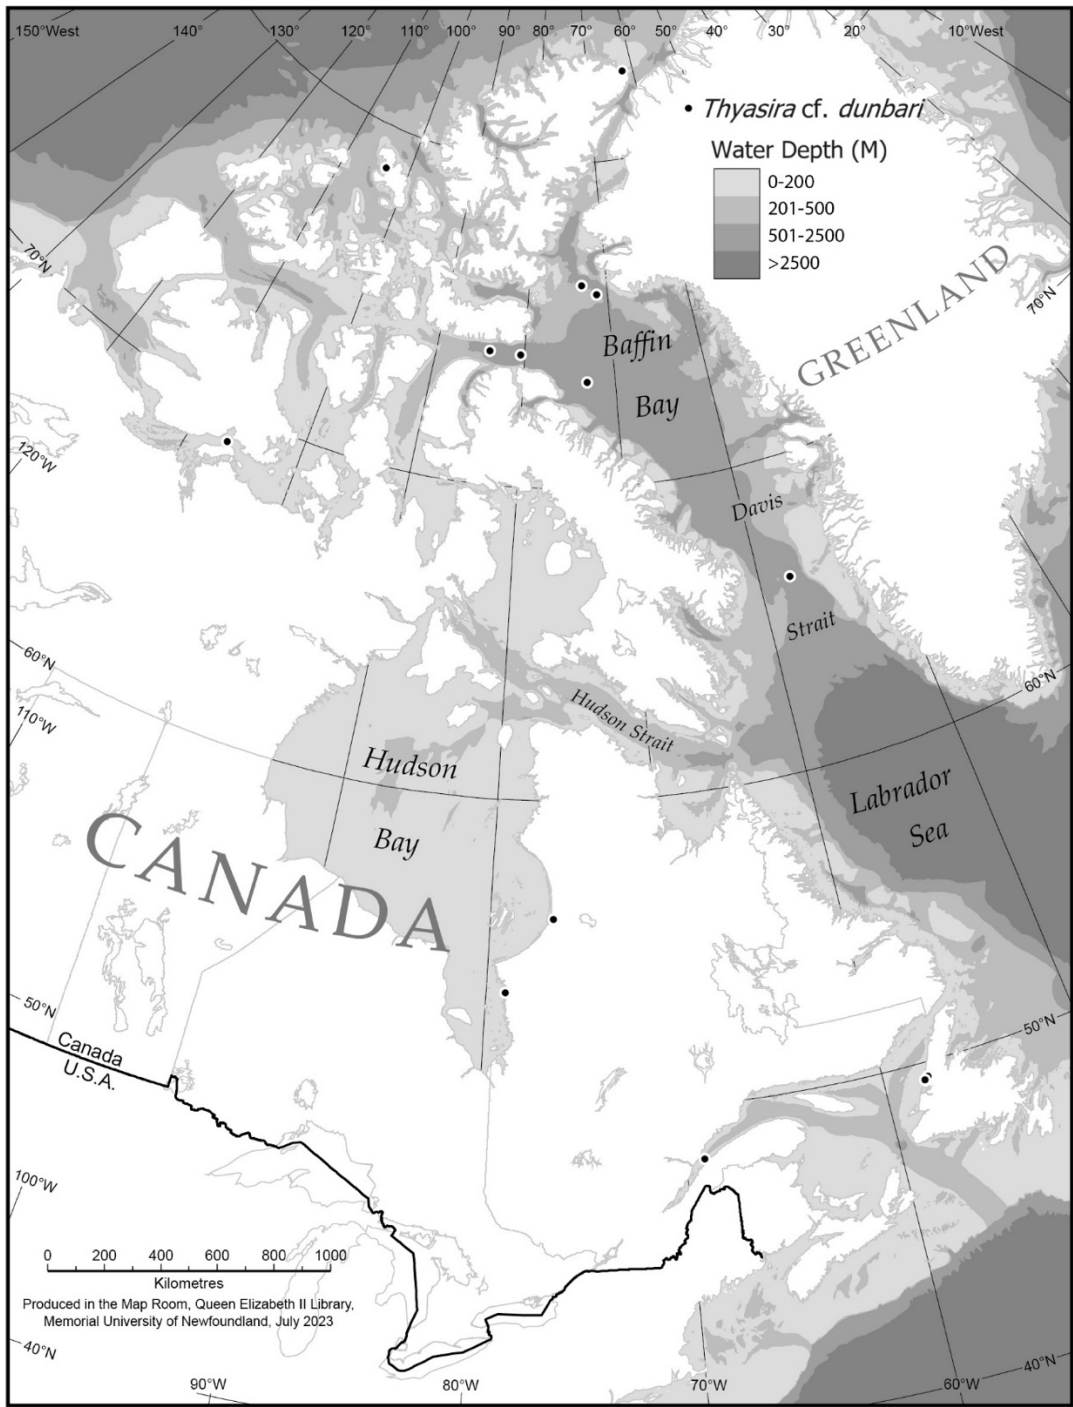 150°West 140° 130° 120° 110° 100° 90° 80° 70° 60° 50° 40° 30° 20° 10°West
Thyasira cf. dunbari
Water Depth (M)
0-200
201-500
501-2500
>2500
70°N
GREENLAND
70°N
Baffin
Bay
120°W
Davis
Strait
60°N
60°N
110°W
Hudson Strait
Hudson
Bay
Labrador
Sea
CANADA
50°N
50°N
Canada
U.S.A.
100°W
0 200 400 600 800 1000
Kilometres
Produced in the Map Room, Queen Elizabeth II Library,
Memorial University of Newfoundland, July 2023
40°N
40°N
90°W 80°W 70°W 60°W